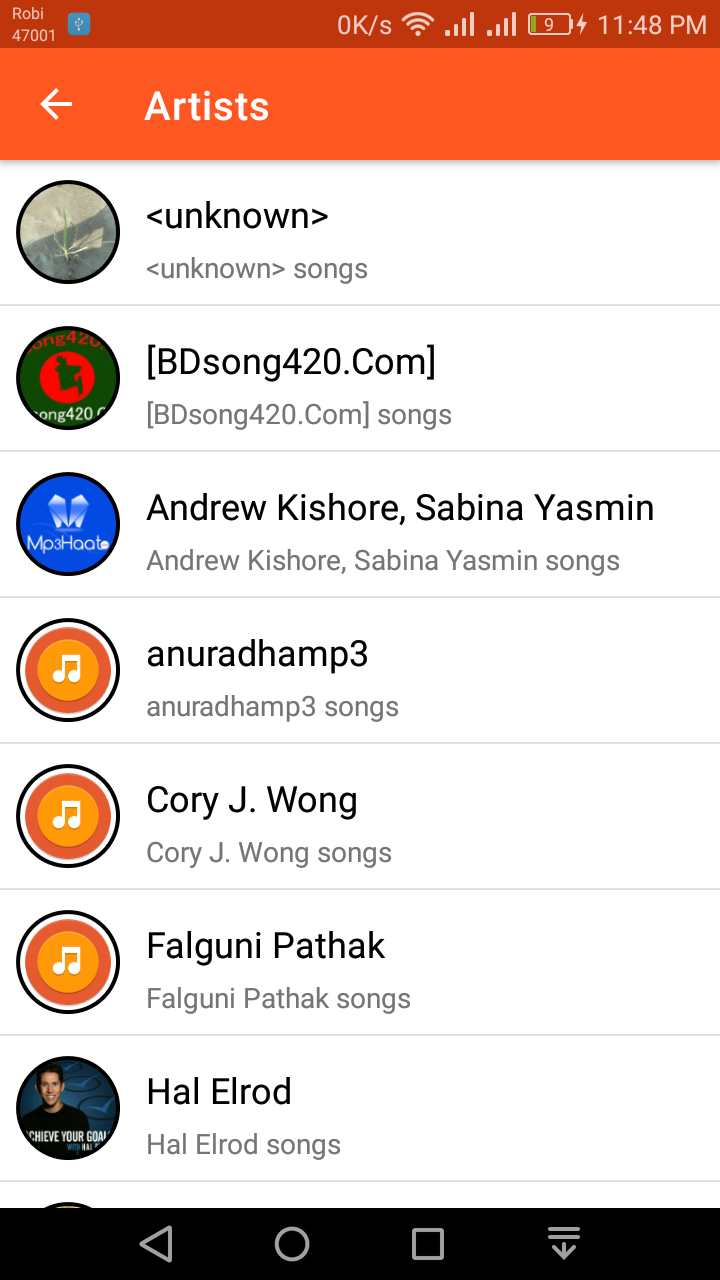 Robi
47001
0K/s
9
11:48 PM
Artists
<unknown>
<unknown> songs
ong420.
song420.C
[BDsong420.Com]
[BDsong420.Com] songs
Mp3Haat
Andrew Kishore, Sabina Yasmin
Andrew Kishore, Sabina Yasmin songs
anuradhamp3
anuradhamp3 songs
Cory J. Wong
Cory J. Wong songs
Falguni Pathak
Falguni Pathak songs
CHIEVE YOUR GOAL
WITH HAL
Hal Elrod
Hal Elrod songs